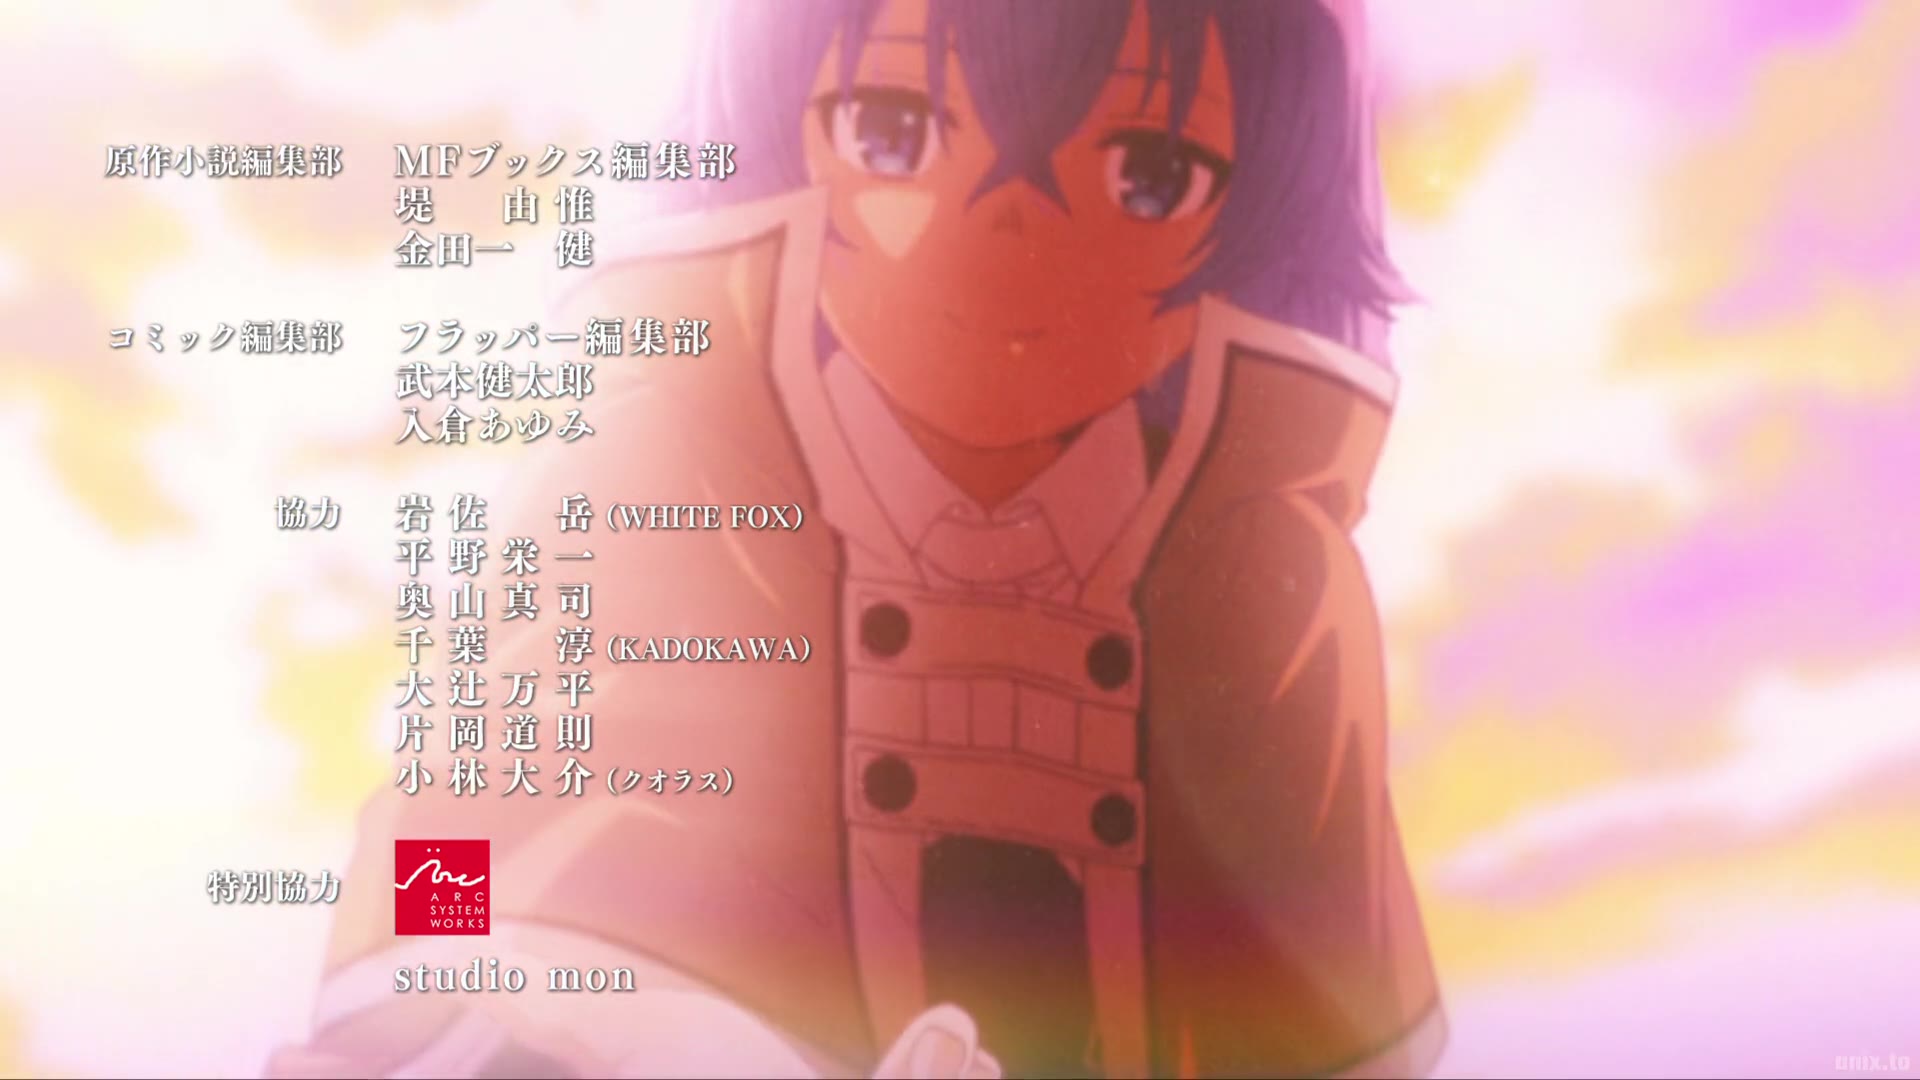 原作小説編集部 MFブックス編集部
堤 由惟
金田一 健
コミック編集部 フラッパー編集部
武本健太郎
入倉あゆみ
協力 岩佐 岳（WHITE FOX）
平野栄一
奥山真司
千葉 淳（KADOKAWA）
大辻万平
片岡道則
小林大介（クオラス）
特別協力 Arc
ARC
SYSTEM
WORKS
studio mon
anix.to